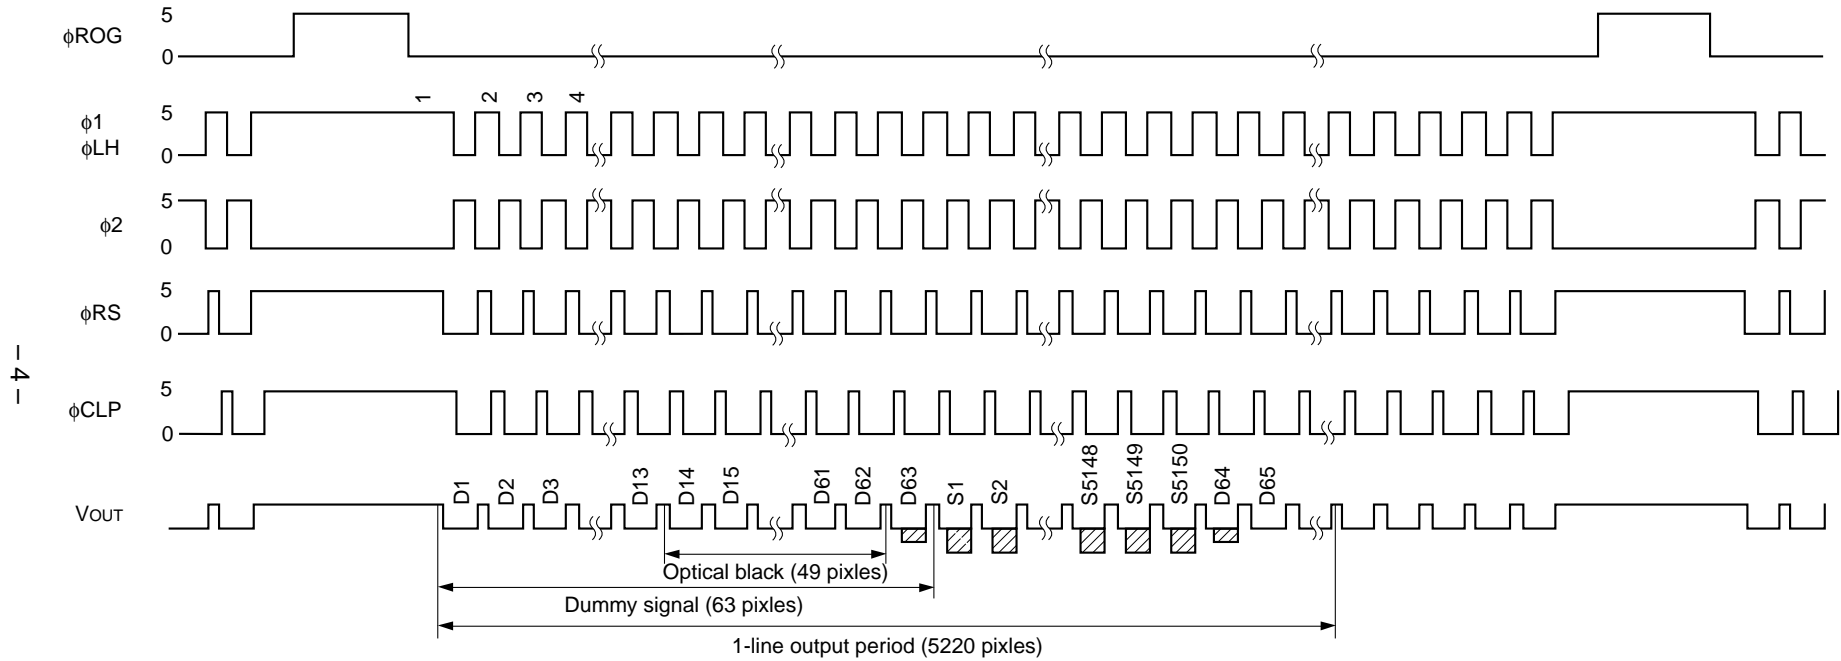 5
φROG
0
1 2 3 4
5
φ1
φLH
0
5
φ2
0
5
φRS
0
5
φCLP
0
D1 D2 D3 D13 D14 D15 D61 D62 D63 S1 S2 S5148 S5149 S5150 D64 D65
VOUT
Optical black (49 pixles)
Dummy signal (63 pixles)
1-line output period (5220 pixles)
– 4 –